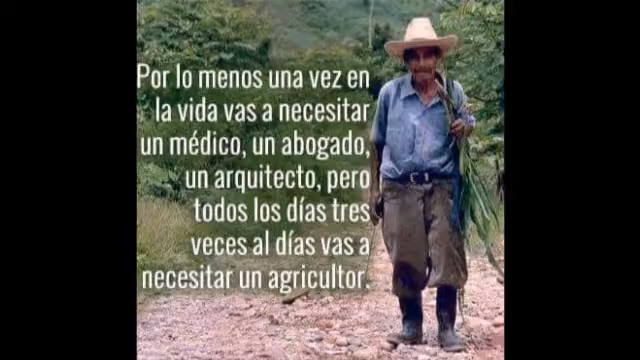 Por lo menos una vez en
la vida vas a necesitar
un médico, un abogado,
un arquitecto, pero
todos los días tres
veces al días vas a
necesitar un agricultor.